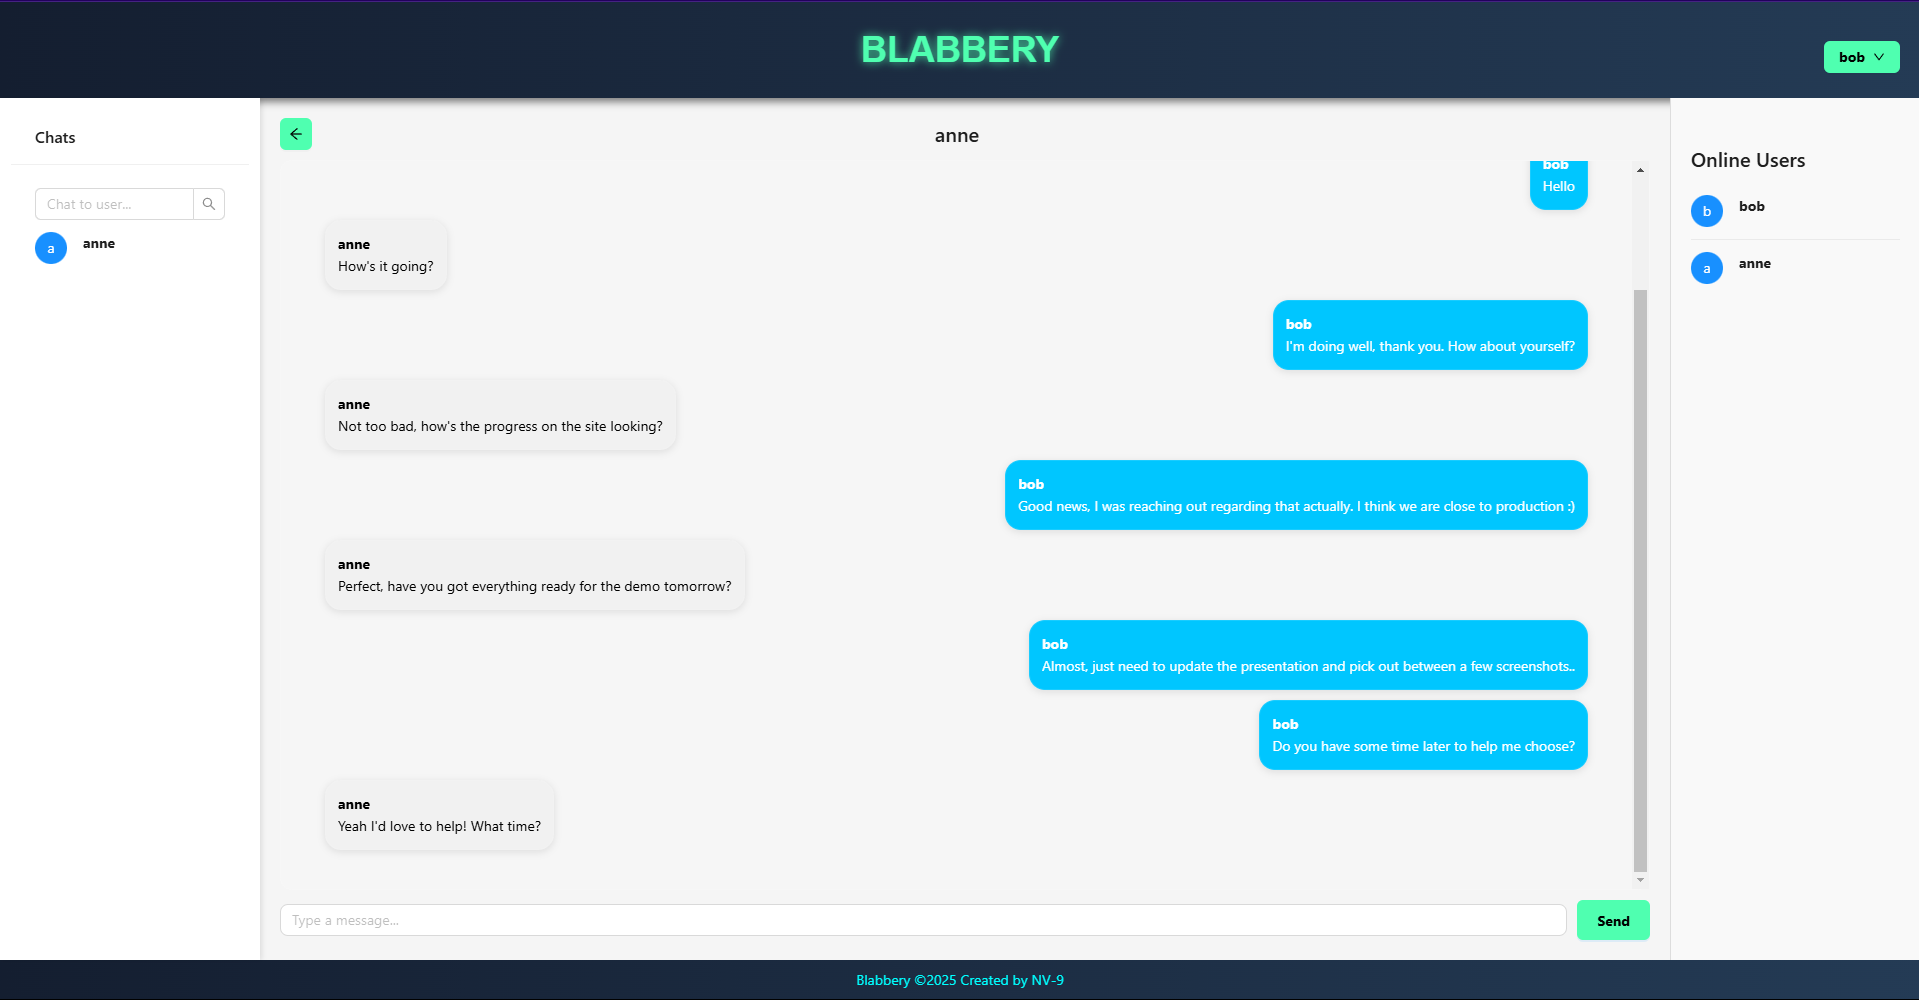 BLABBERY
bob
Chats
Chat to user...
a
anne
anne
bob
Hello
anne
How's it going?
bob
I'm doing well, thank you. How about yourself?
anne
Not too bad, how's the progress on the site looking?
bob
Good news, I was reaching out regarding that actually. I think we are close to production :)
anne
Perfect, have you got everything ready for the demo tomorrow?
bob
Almost, just need to update the presentation and pick out between a few screenshots..
bob
Do you have some time later to help me choose?
anne
Yeah I'd love to help! What time?
Type a message...
Send
Online Users
b
bob
a
anne
Blabbery ©2025 Created by NV-9